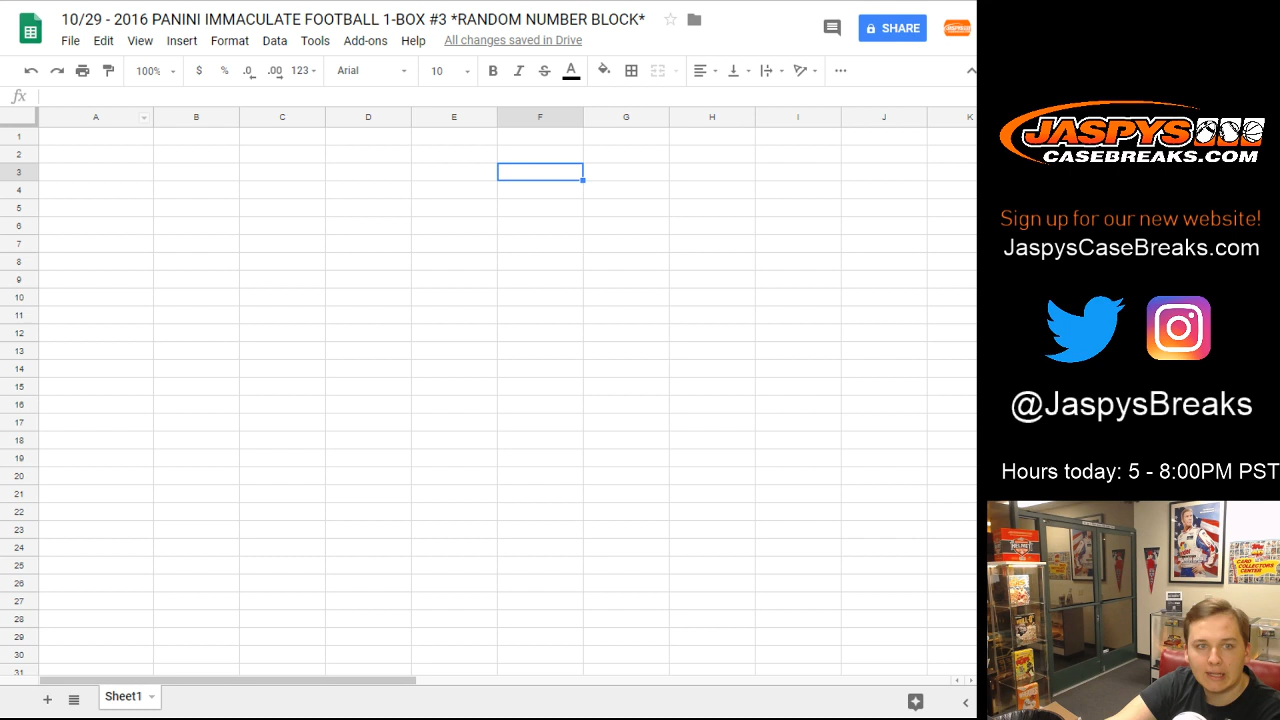 10/29 - 2016 PANINI IMMACULATE FOOTBALL 1-BOX #3 *RANDOM NUMBER BLOCK*
File Edit View Insert Format Data Tools Add-ons Help All changes saved in Drive
SHARE
100% $ % .0 .00 123 Arial 10 B I S A
fx
A B C D E F G H I J K
1
2
3
4
5
6
7
8
9
10
11
12
13
14
15
16
17
18
19
20
21
22
23
24
25
26
27
28
29
30
31
Sheet1
JASPYS
CASEBREAKS.COM
Sign up for our new website!
JaspysCaseBreaks.com
@JaspysBreaks
Hours today: 5 - 8:00PM PST
CARD
COLLECTORS
CENTER